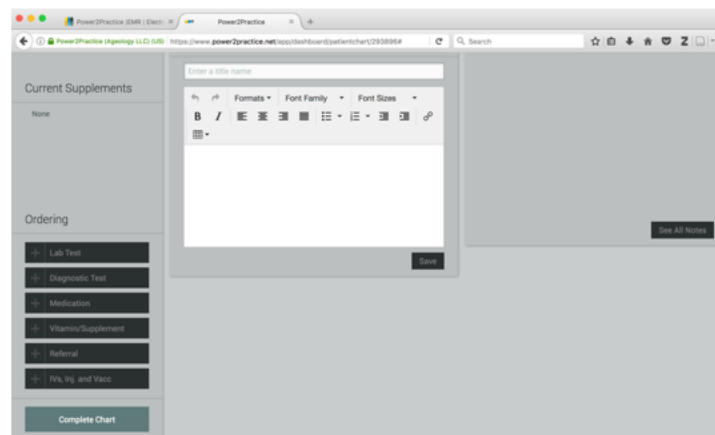 Power2Practice (EMR) | Electr
Power2Practice
Power2Practice (Ageology LLC) (US)
https://www.power2practice.net/app/dashboard/patientchart/293896#
Search
Enter a title name
Current Supplements
None
Formats
Font Family
Font Sizes
B I
Ordering
See All Notes
Lab Test
Save
Diagnostic Test
Medication
Vitamin/Supplement
Referral
IVs, Inj. and Vacc
Complete Chart